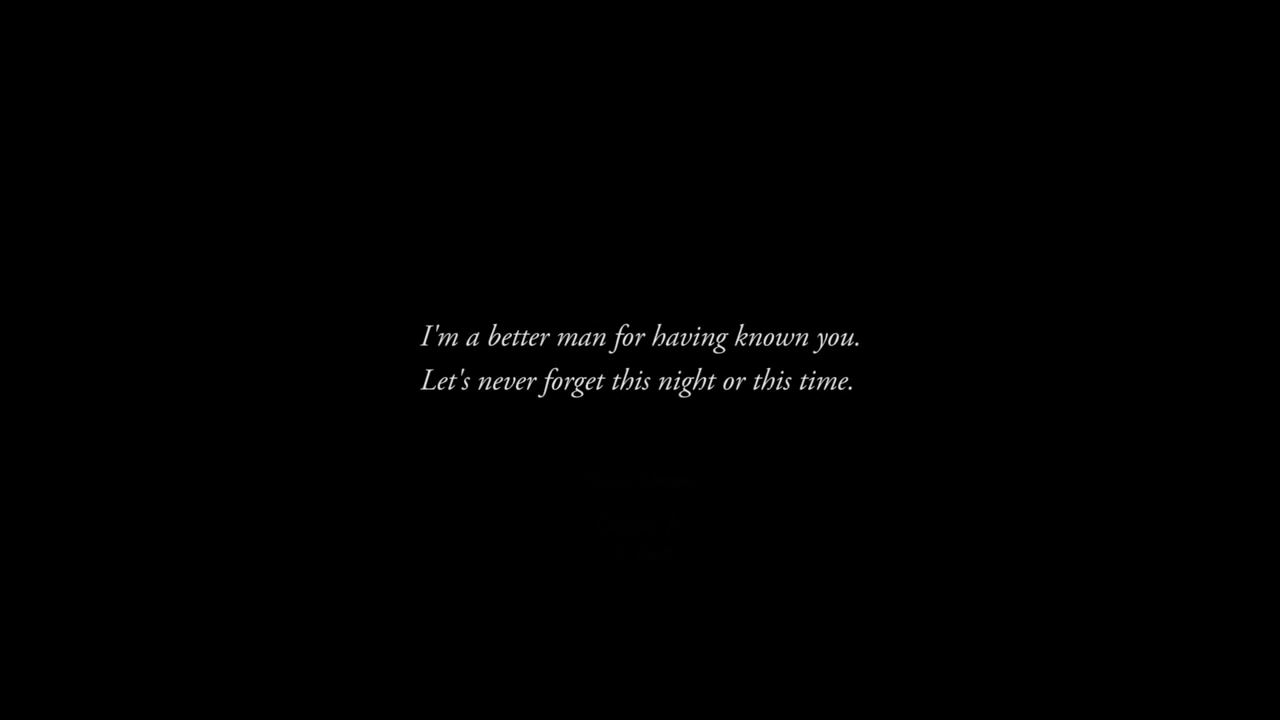 I'm a better man for having known you.
Let's never forget this night or this time.